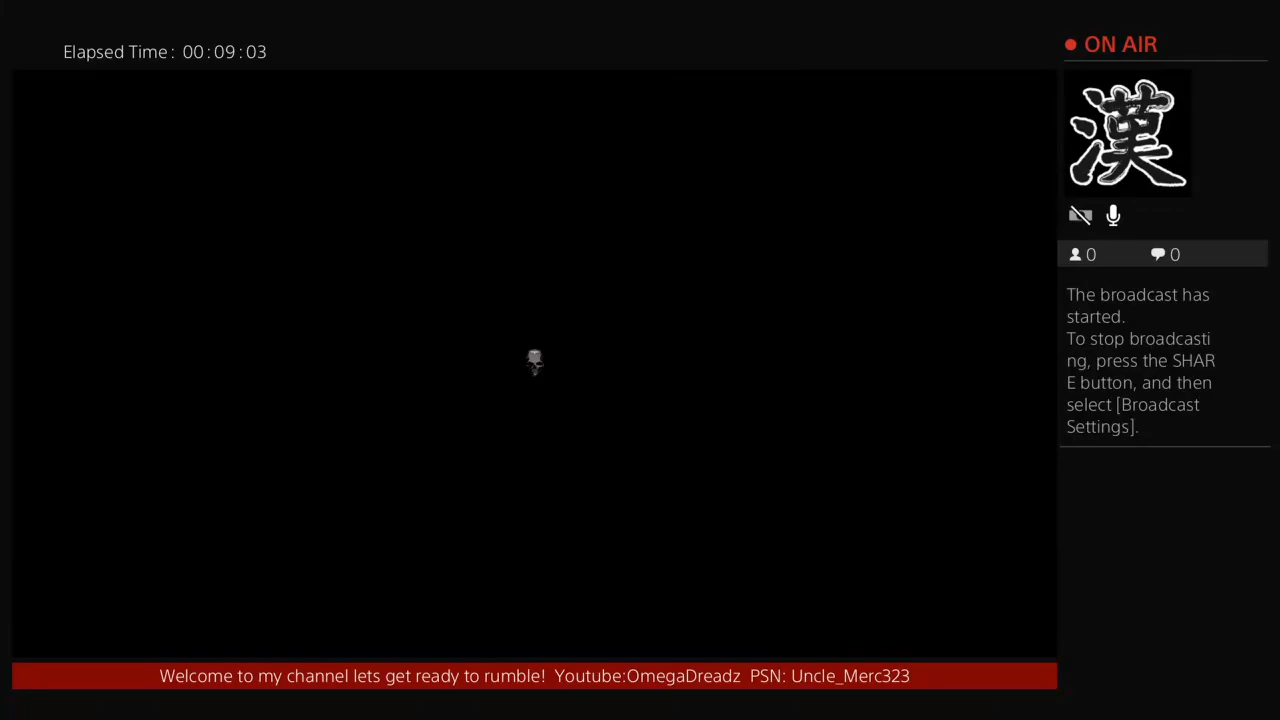 Elapsed Time: 00:09:03
ON AIR
漢
0 0
The broadcast has
started.
To stop broadcasti
ng, press the SHAR
E button, and then
select [Broadcast
Settings].
Welcome to my channel lets get ready to rumble! Youtube:OmegaDreadz PSN: Uncle_Merc323